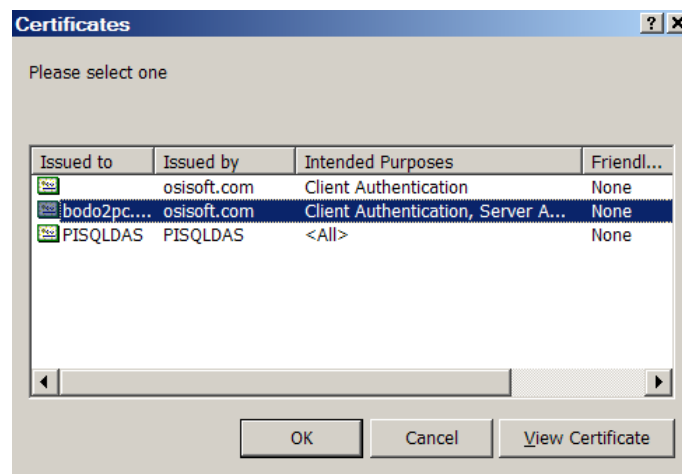 Certificates
Please select one
Issued to Issued by Intended Purposes Friendl...
osisoft.com Client Authentication None
bodo2pc.... osisoft.com Client Authentication, Server A... None
PISQLDAS PISQLDAS <All> None
OK Cancel View Certificate